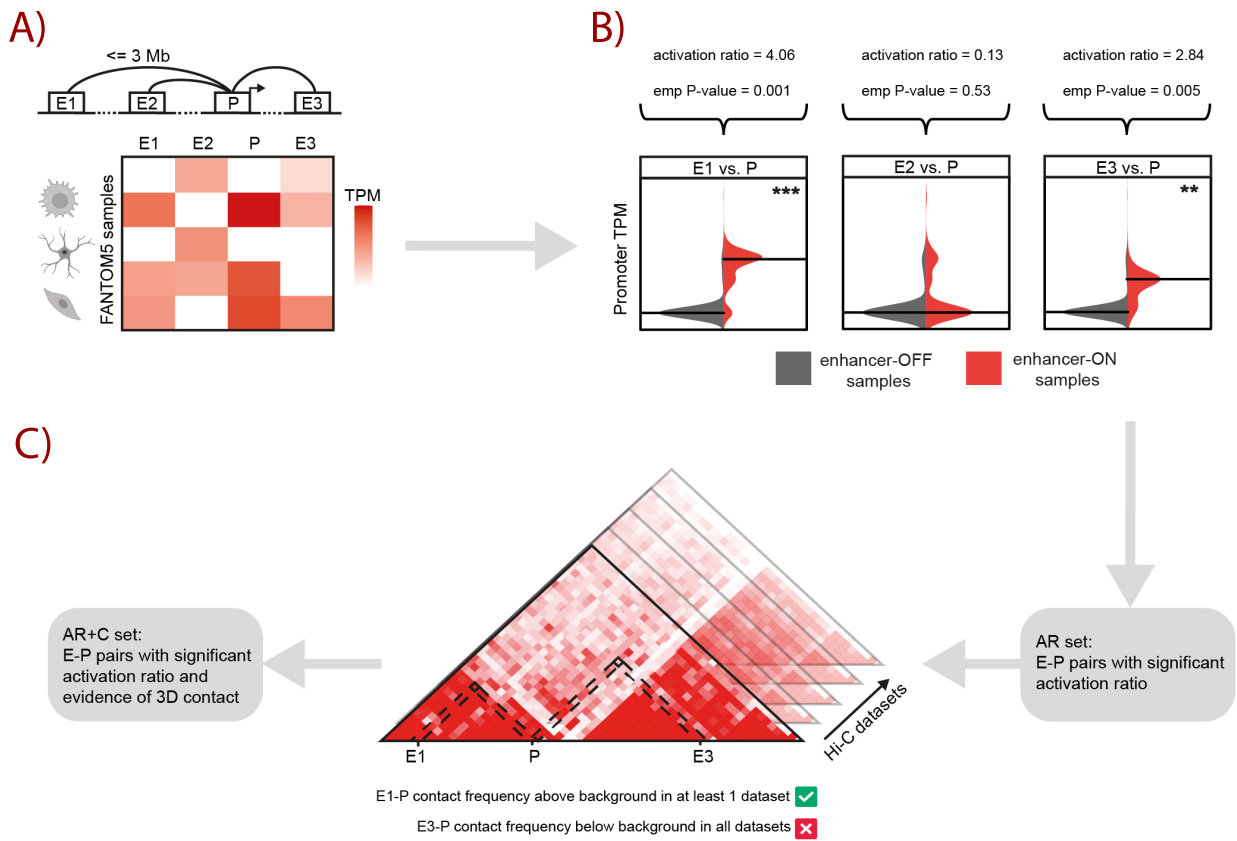 A)
<= 3 Mb
E1
E2
P
E3
E1
E2
P
E3
FANTOM5 samples
TPM
B)
activation ratio = 4.06
emp P-value = 0.001
activation ratio = 0.13
emp P-value = 0.53
activation ratio = 2.84
emp P-value = 0.005
E1 vs. P
***
E2 vs. P
E3 vs. P
**
Promoter TPM
enhancer-OFF
samples
enhancer-ON
samples
C)
AR+C set:
E-P pairs with significant
activation ratio and
evidence of 3D contact
E1
P
E3
Hi-C datasets
AR set:
E-P pairs with significant
activation ratio
E1-P contact frequency above background in at least 1 dataset
E3-P contact frequency below background in all datasets